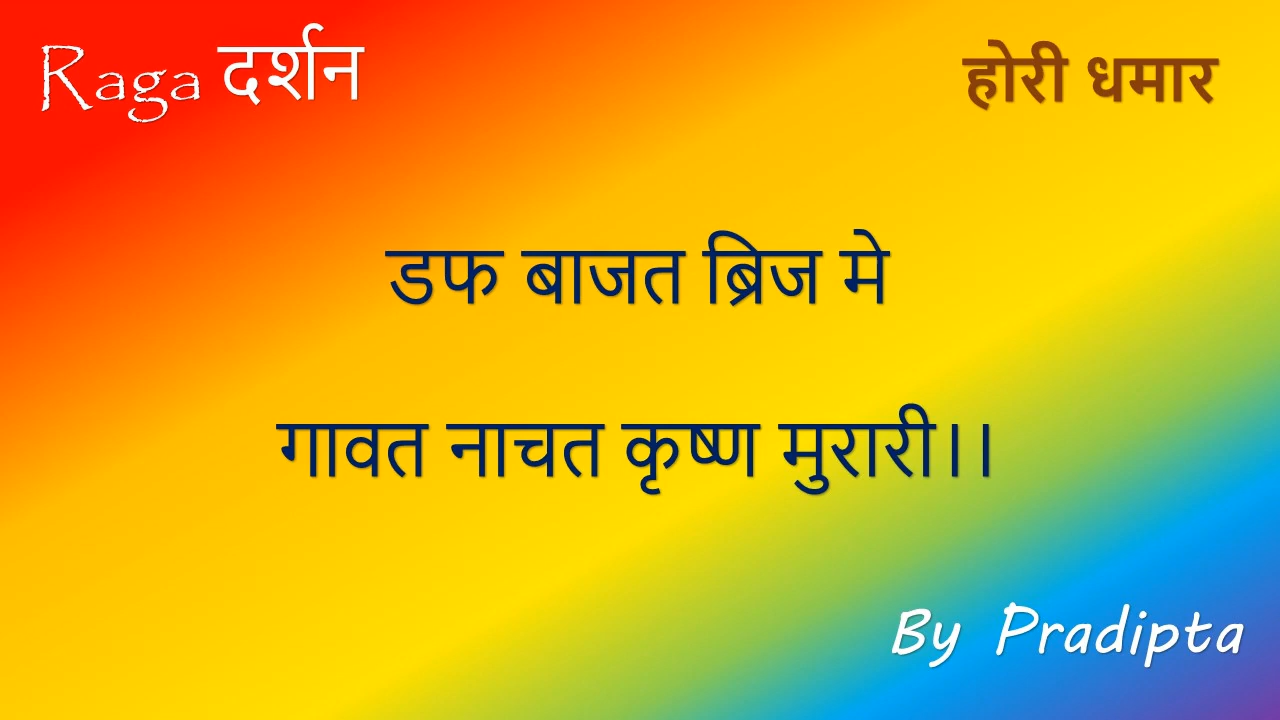 Raga दर्शन
होरी धमार
डफ बाजत ब्रिज मे
गावत नाचत कृष्ण मुरारी।।
By Pradipta